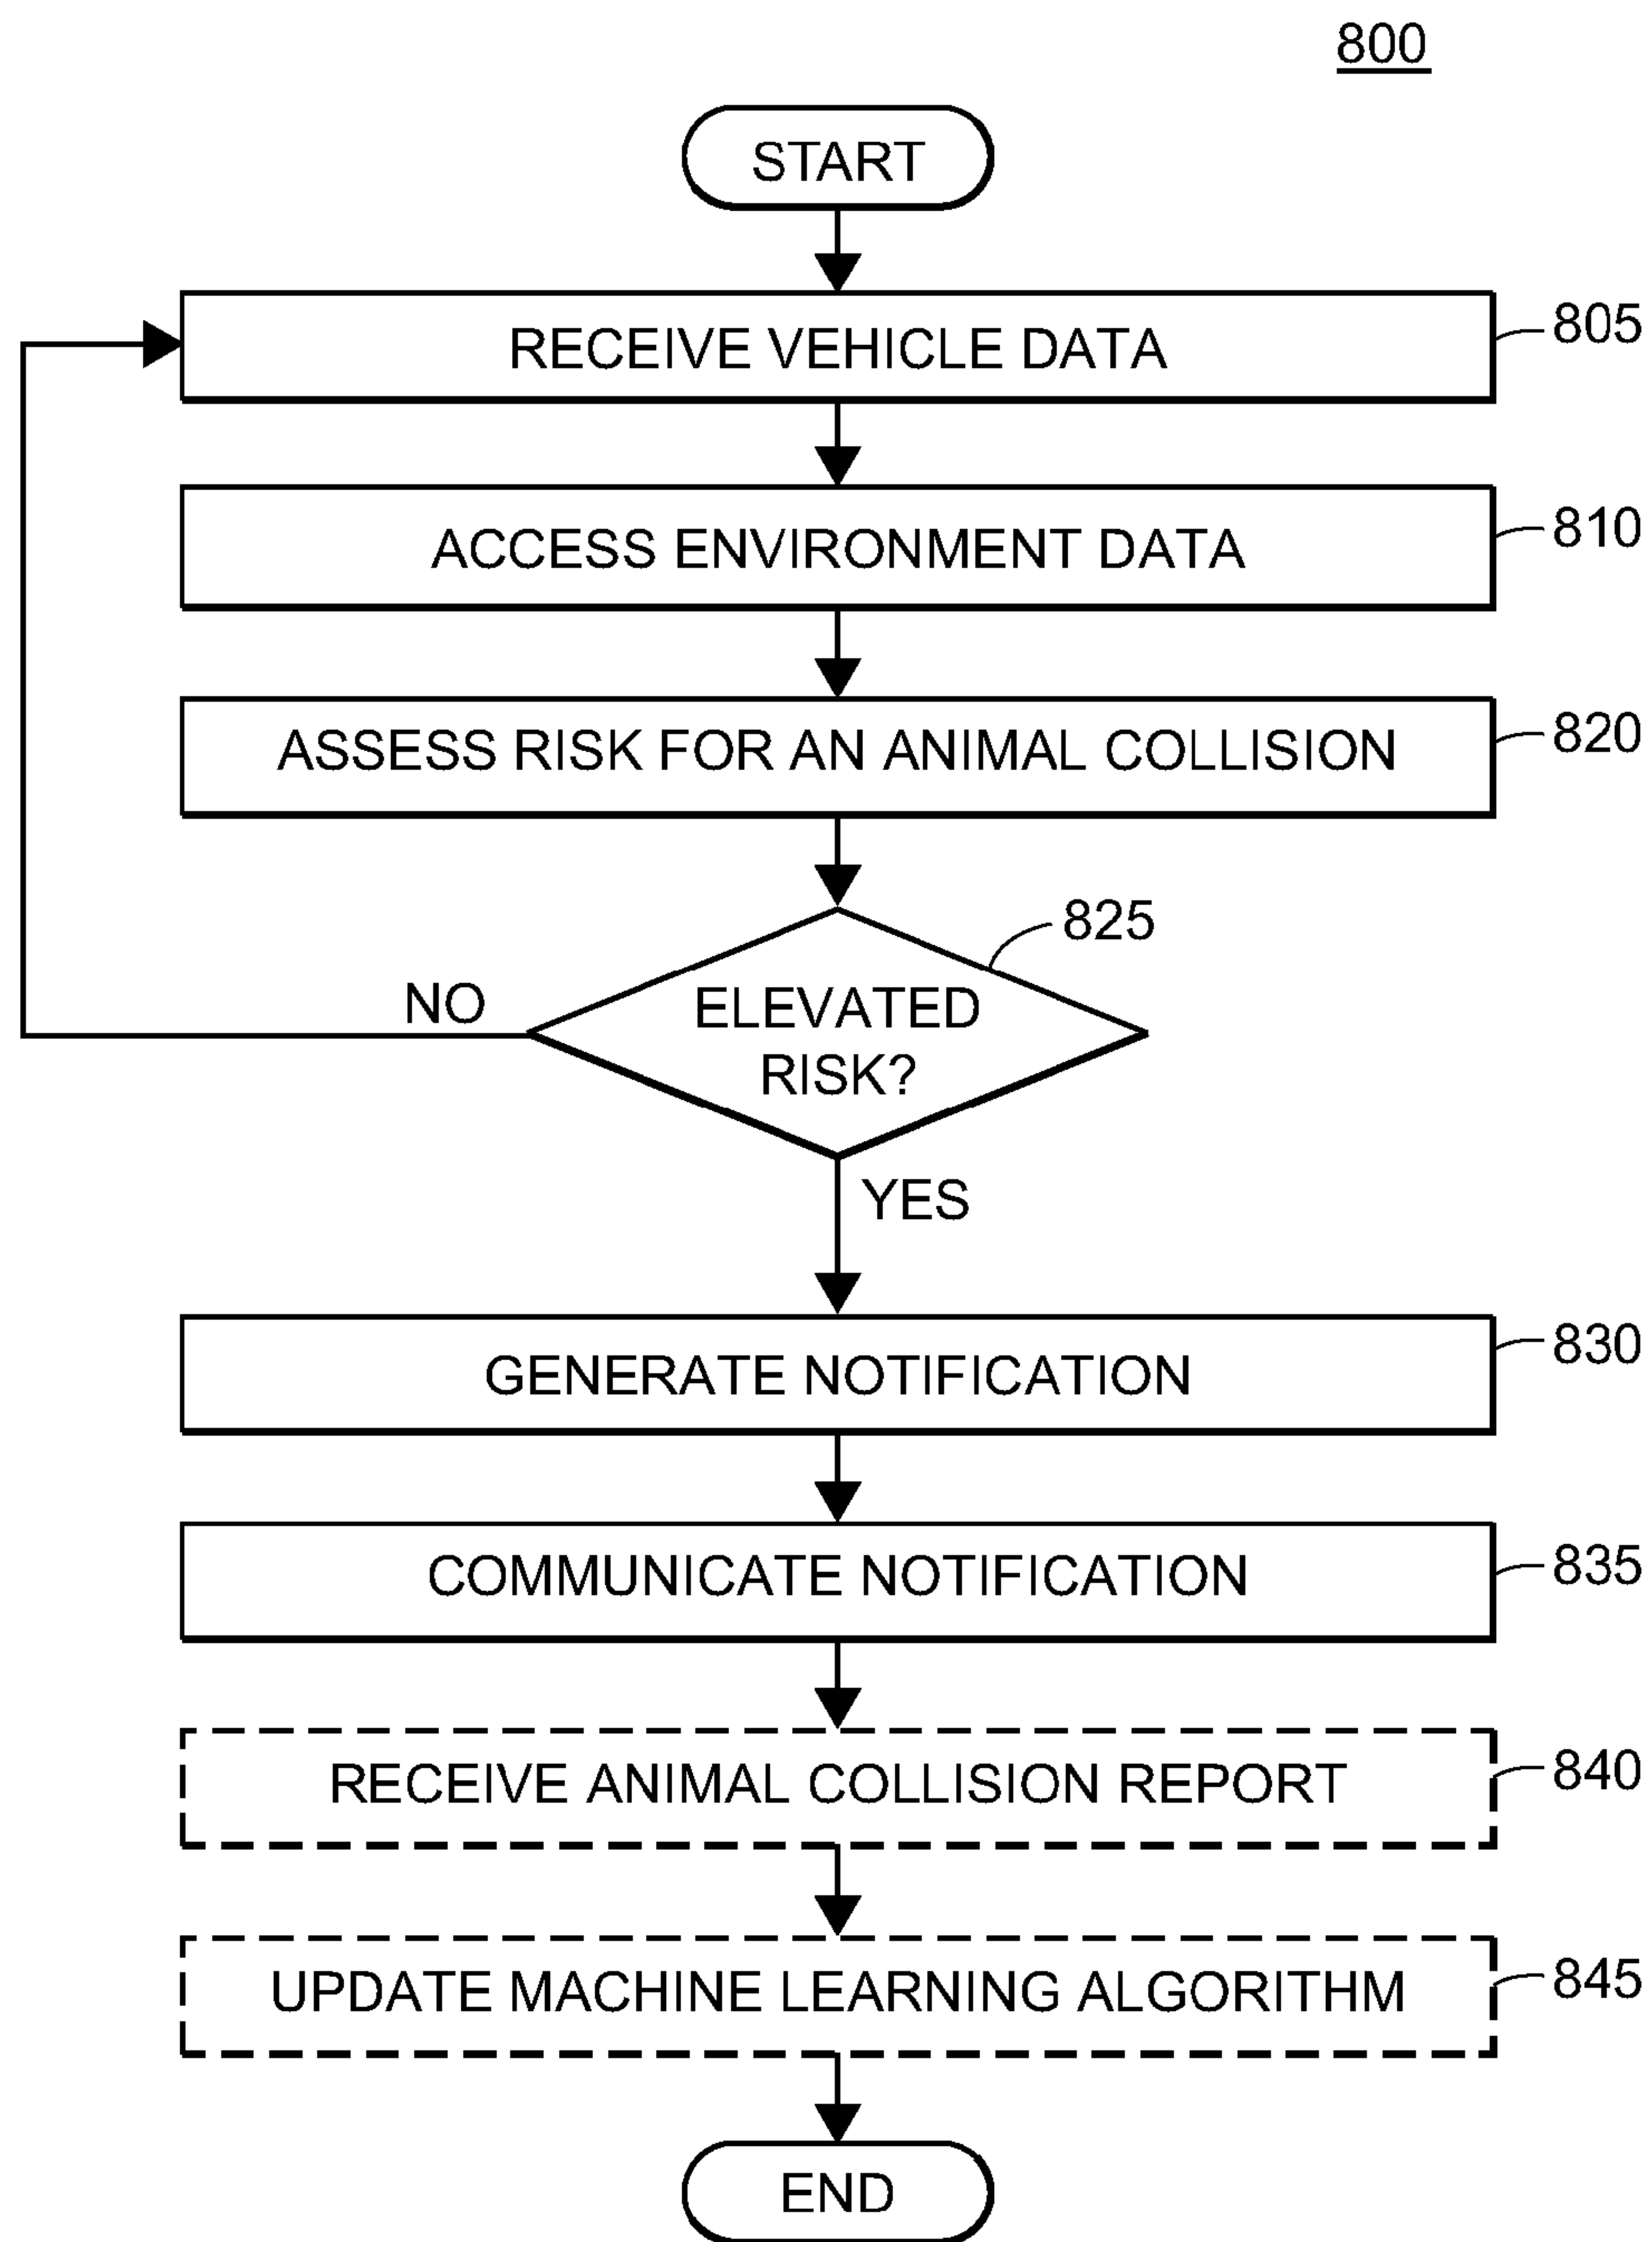 800
START
RECEIVE VEHICLE DATA
805
ACCESS ENVIRONMENT DATA
810
ASSESS RISK FOR AN ANIMAL COLLISION
820
825
NO
ELEVATED
RISK?
YES
GENERATE NOTIFICATION
830
COMMUNICATE NOTIFICATION
835
RECEIVE ANIMAL COLLISION REPORT
840
UPDATE MACHINE LEARNING ALGORITHM
845
END